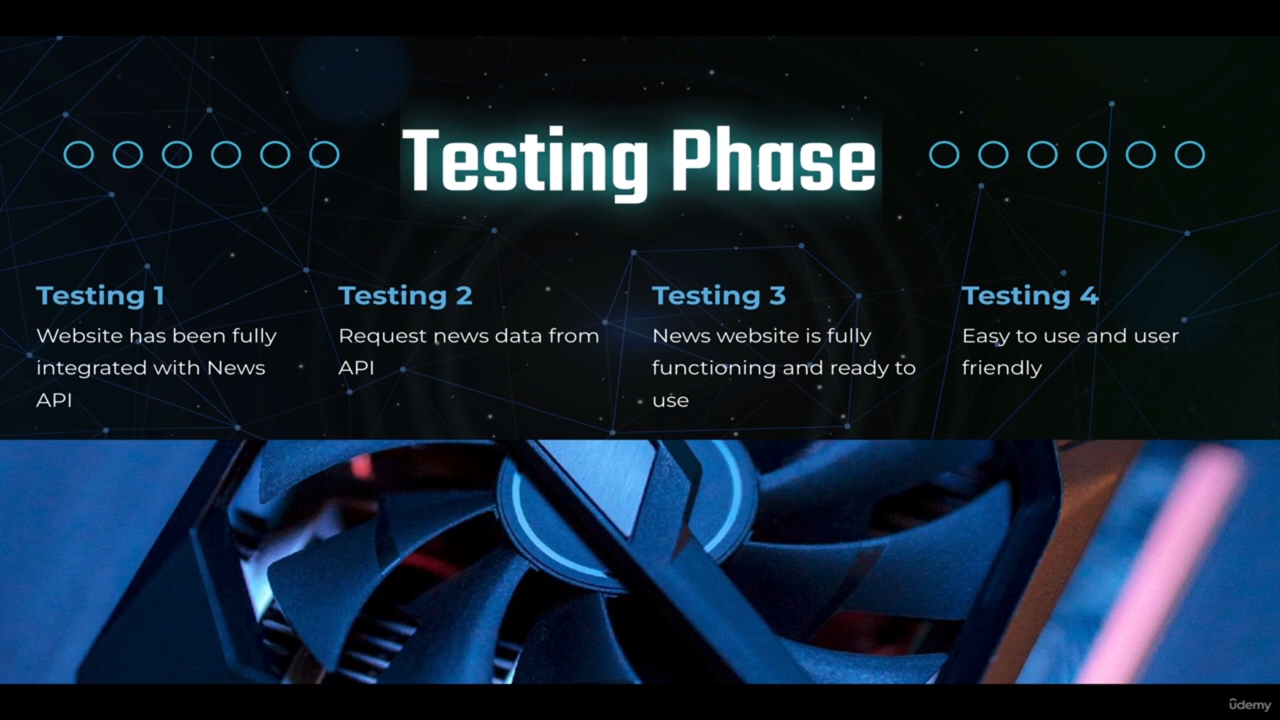 Testing Phase
Testing 1
Website has been fully
integrated with News
API
Testing 2
Request news data from
API
Testing 3
News website is fully
functioning and ready to
use
Testing 4
Easy to use and user
friendly
ûdemy